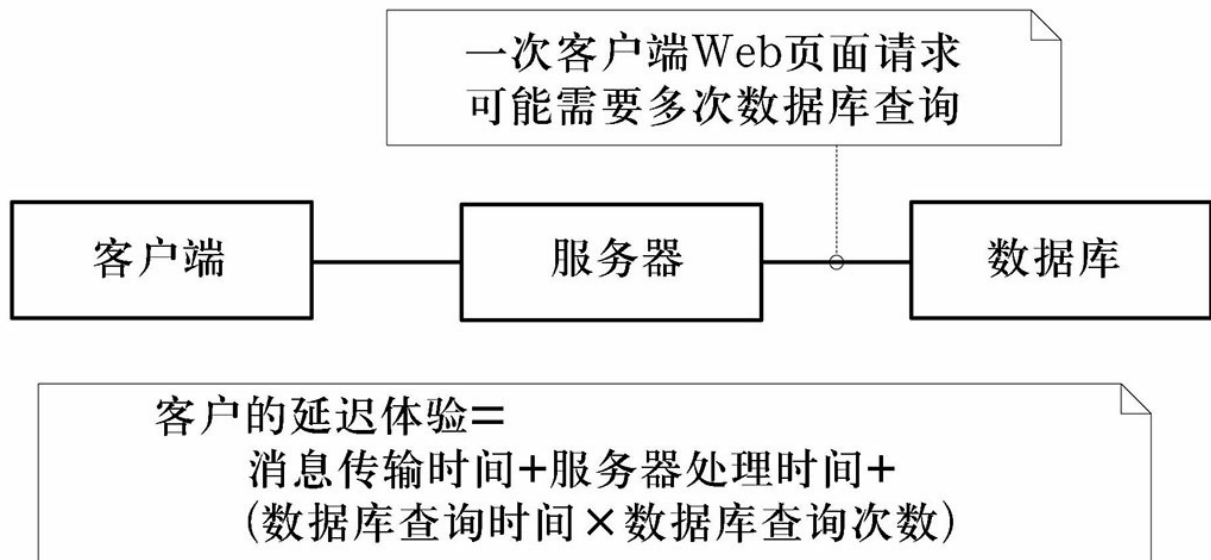 一次客户端Web页面请求
可能需要多次数据库查询
客户端
服务器
数据库
客户的延迟体验=
消息传输时间+服务器处理时间+
(数据库查询时间×数据库查询次数)